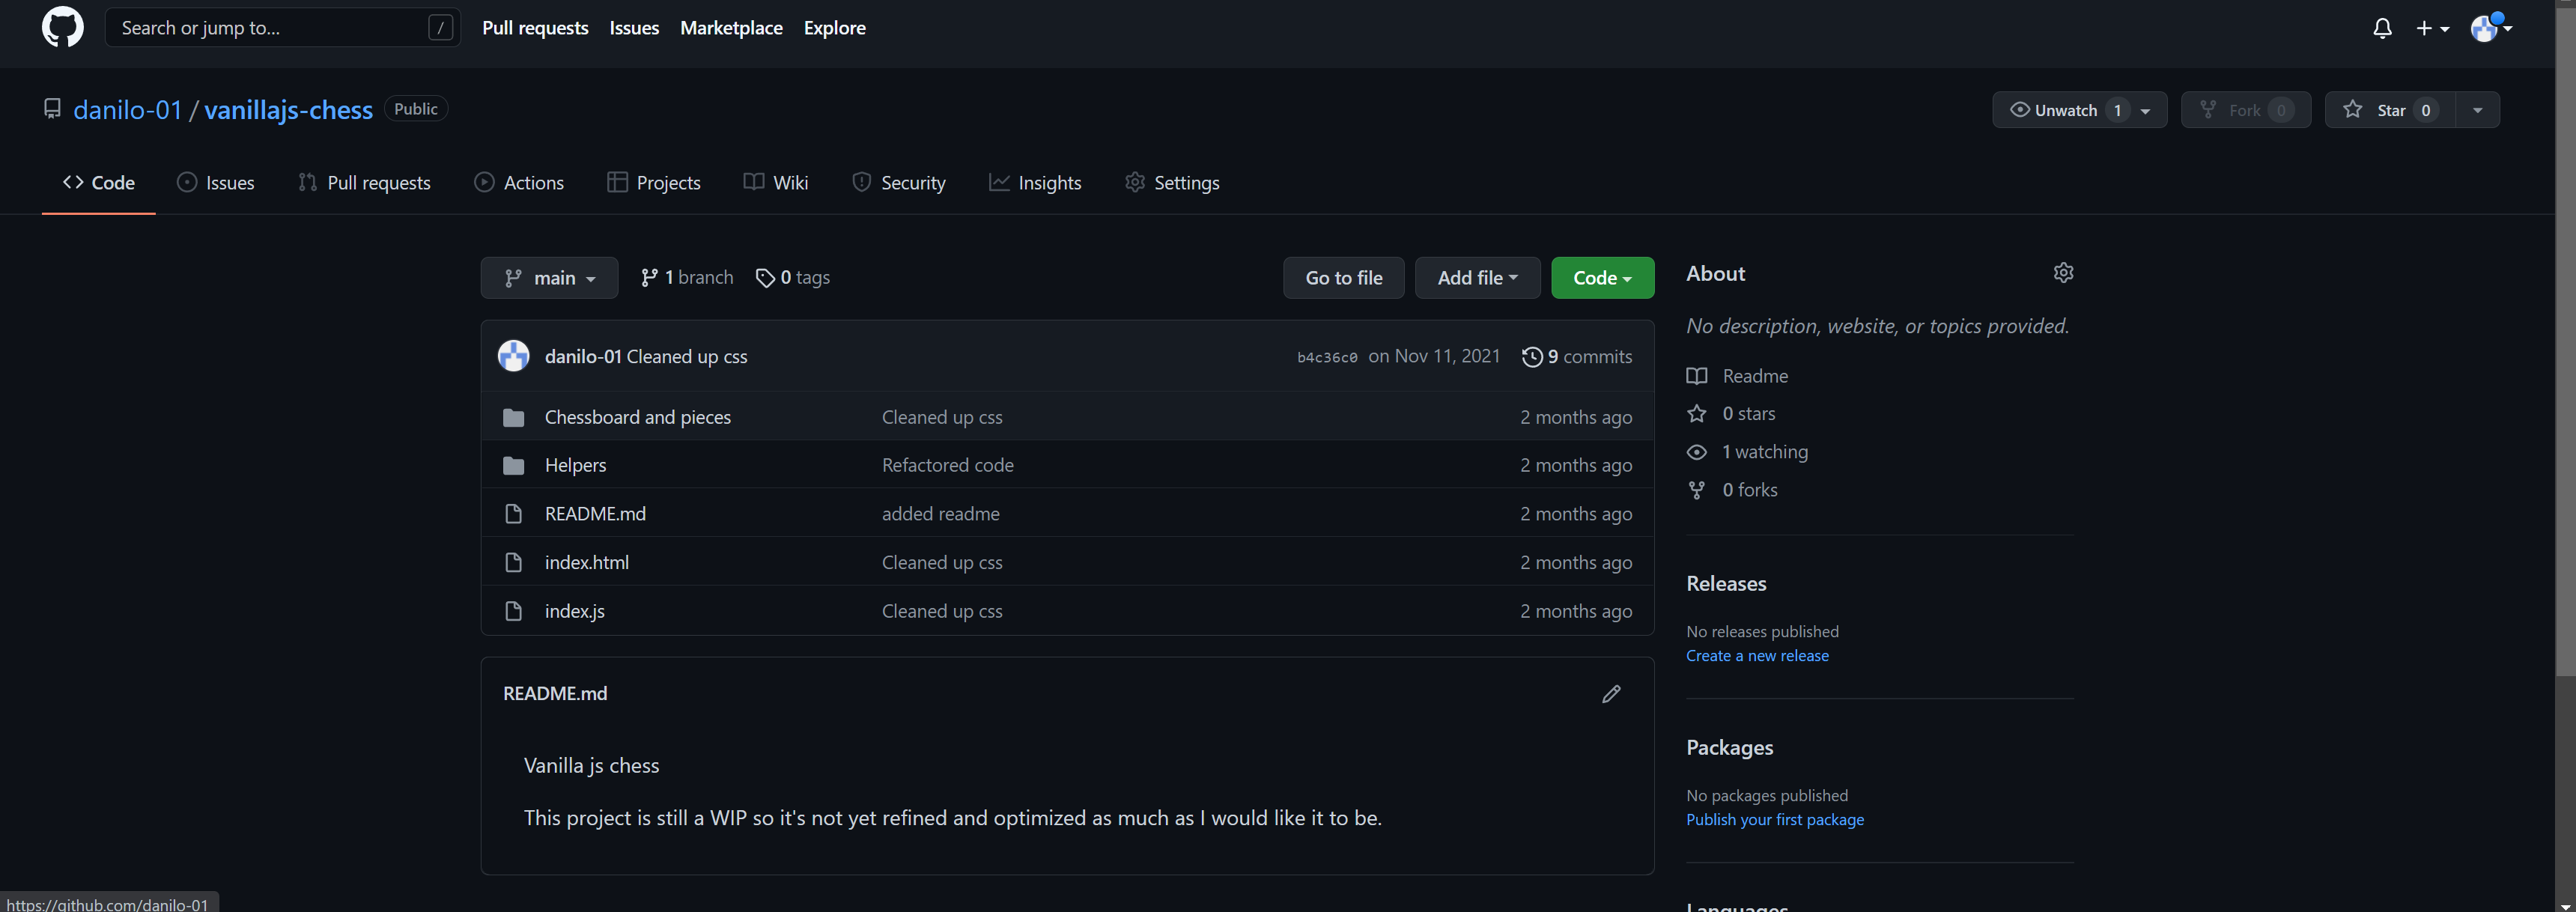 Search or jump to... /
Pull requests Issues Marketplace Explore
danilo-01 / vanillajs-chess Public
Unwatch 1 Fork 0 Star 0
Code Issues Pull requests Actions Projects Wiki Security Insights Settings
main 1 branch 0 tags Go to file Add file Code
danilo-01 Cleaned up css b4c36c0 on Nov 11, 2021 9 commits
Chessboard and pieces Cleaned up css 2 months ago
Helpers Refactored code 2 months ago
README.md added readme 2 months ago
index.html Cleaned up css 2 months ago
index.js Cleaned up css 2 months ago
README.md
Vanilla js chess
This project is still a WIP so it's not yet refined and optimized as much as I would like it to be.
About
No description, website, or topics provided.
Readme
0 stars
1 watching
0 forks
Releases
No releases published
Create a new release
Packages
No packages published
Publish your first package
Languages
https://github.com/danilo-01